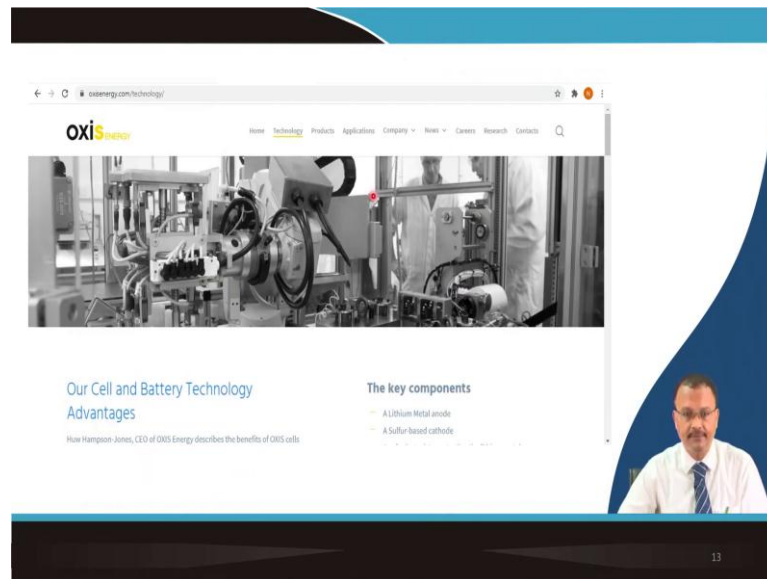 oxisenergy.com/technology/
OXIS ENERGY
Home Technology Products Applications Company News Careers Research Contacts
Our Cell and Battery Technology
Advantages
Huw Hampson-Jones, CEO of OXIS Energy describes the benefits of OXIS cells
The key components
A Lithium Metal anode
A Sulfur-based cathode
13